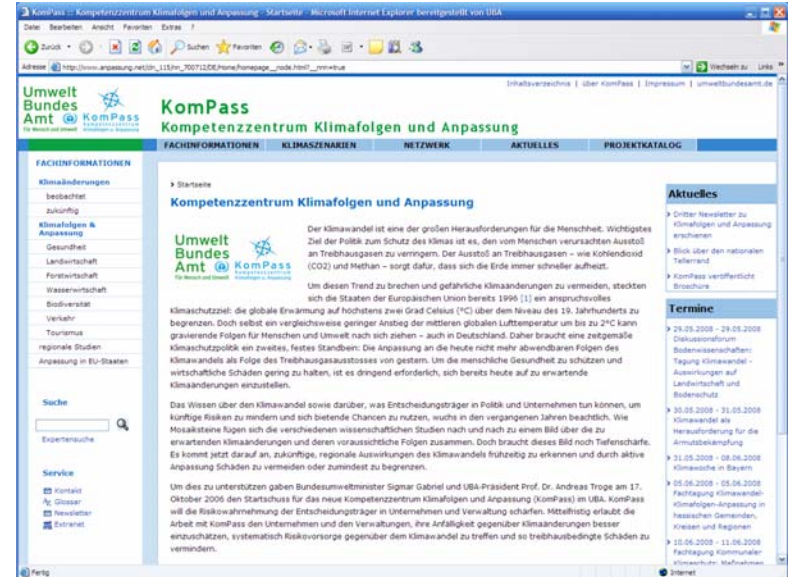 KomPass :: Kompetenzzentrum Klimafolgen und Anpassung - Startseite - Microsoft Internet Explorer bereitgestellt von UBA
Datei Bearbeiten Ansicht Favoriten Extras ?
Zurück Suchen Favoriten
Adresse Wechseln zu Links
Inhaltsverzeichnis | über KomPass | Impressum | umweltbundesamt.de
Umwelt
Bundes
Amt KomPass
Für Mensch und Umwelt
KomPass
Kompetenzzentrum Klimafolgen und Anpassung
FACHINFORMATIONEN KLIMASZENARIEN NETZWERK AKTUELLES PROJEKTKATALOG
FACHINFORMATIONEN
Klimaänderungen
beobachtet
zukünftig
Klimafolgen &
Anpassung
Gesundheit
Landwirtschaft
Forstwirtschaft
Wasserwirtschaft
Biodiversität
Verkehr
Tourismus
regionale Studien
Anpassung in EU-Staaten
Suche
Expertensuche
Service
Kontakt
Glossar
Newsletter
Extranet
Startseite
Kompetenzzentrum Klimafolgen und Anpassung
Umwelt
Bundes
Amt KomPass
Für Mensch und Umwelt
Der Klimawandel ist eine der großen Herausforderungen für die Menschheit. Wichtigstes
Ziel der Politik zum Schutz des Klimas ist es, den vom Menschen verursachten Ausstoß
an Treibhausgasen zu verringern. Der Ausstoß an Treibhausgasen – wie Kohlendioxid
(CO2) und Methan – sorgt dafür, dass sich die Erde immer schneller aufheizt.
Um diesen Trend zu brechen und gefährliche Klimaänderungen zu vermeiden, steckten
sich die Staaten der Europäischen Union bereits 1996 [1] ein anspruchsvolles
Klimaschutzziel: die globale Erwärmung auf höchstens zwei Grad Celsius (°C) über dem Niveau des 19. Jahrhunderts zu
begrenzen. Doch selbst ein vergleichsweise geringer Anstieg der mittleren globalen Lufttemperatur um bis zu 2°C kann
gravierende Folgen für Menschen und Umwelt nach sich ziehen – auch in Deutschland. Daher braucht eine zeitgemäße
Klimaschutzpolitik ein zweites, festes Standbein: Die Anpassung an die heute nicht mehr abwendbaren Folgen des
Klimawandels als Folge des Treibhausgasausstosses von gestern. Um die menschliche Gesundheit zu schützen und
wirtschaftliche Schäden gering zu halten, ist es dringend erforderlich, sich bereits heute auf zu erwartende
Klimaänderungen einzustellen.
Das Wissen über den Klimawandel sowie darüber, was Entscheidungsträger in Politik und Unternehmen tun können, um
künftige Risiken zu mindern und sich bietende Chancen zu nutzen, wuchs in den vergangenen Jahren beachtlich. Wie
Mosaiksteine fügen sich die verschiedenen wissenschaftlichen Studien nach und nach zu einem Bild über die zu
erwartenden Klimaänderungen und deren voraussichtliche Folgen zusammen. Doch braucht dieses Bild noch Tiefenschärfe.
Es kommt jetzt darauf an, zukünftige, regionale Auswirkungen des Klimawandels frühzeitig zu erkennen und durch aktive
Anpassung Schäden zu vermeiden oder zumindest zu begrenzen.
Um dies zu unterstützen gaben Bundesumweltminister Sigmar Gabriel und UBA-Präsident Prof. Dr. Andreas Troge am 17.
Oktober 2006 den Startschuss für das neue Kompetenzzentrum Klimafolgen und Anpassung (KomPass) im UBA. KomPass
will die Risikowahrnehmung der Entscheidungsträger in Unternehmen und Verwaltung schärfen. Mittelfristig erlaubt die
Arbeit mit KomPass den Unternehmen und den Verwaltungen, ihre Anfälligkeit gegenüber Klimaänderungen besser
einzuschätzen, systematisch Risikovorsorge gegenüber dem Klimawandel zu treffen und so treibhausbedingte Schäden zu
vermindern.
Aktuelles
Dritter Newsletter zu
Klimafolgen und Anpassung
erschienen
Blick über den nationalen
Tellerrand
KomPass veröffentlicht
Broschüre
Termine
29.05.2008 - 29.05.2008
Diskussionsforum
Bodenwissenschaften:
Tagung Klimawandel -
Auswirkungen auf
Landwirtschaft und
Bodenschutz
30.05.2008 - 31.05.2008
Klimawandel als
Herausforderung für die
Armutsbekämpfung
31.05.2008 - 08.06.2008
Klimawoche in Bayern
05.06.2008 - 05.06.2008
Fachtagung Klimawandel-
Klimafolgen-Anpassung in
hessischen Gemeinden,
Kreisen und Regionen
10.06.2008 - 11.06.2008
Fachtagung Kommunaler
Klimaschutz: Maßnahmen
Fertig Internet